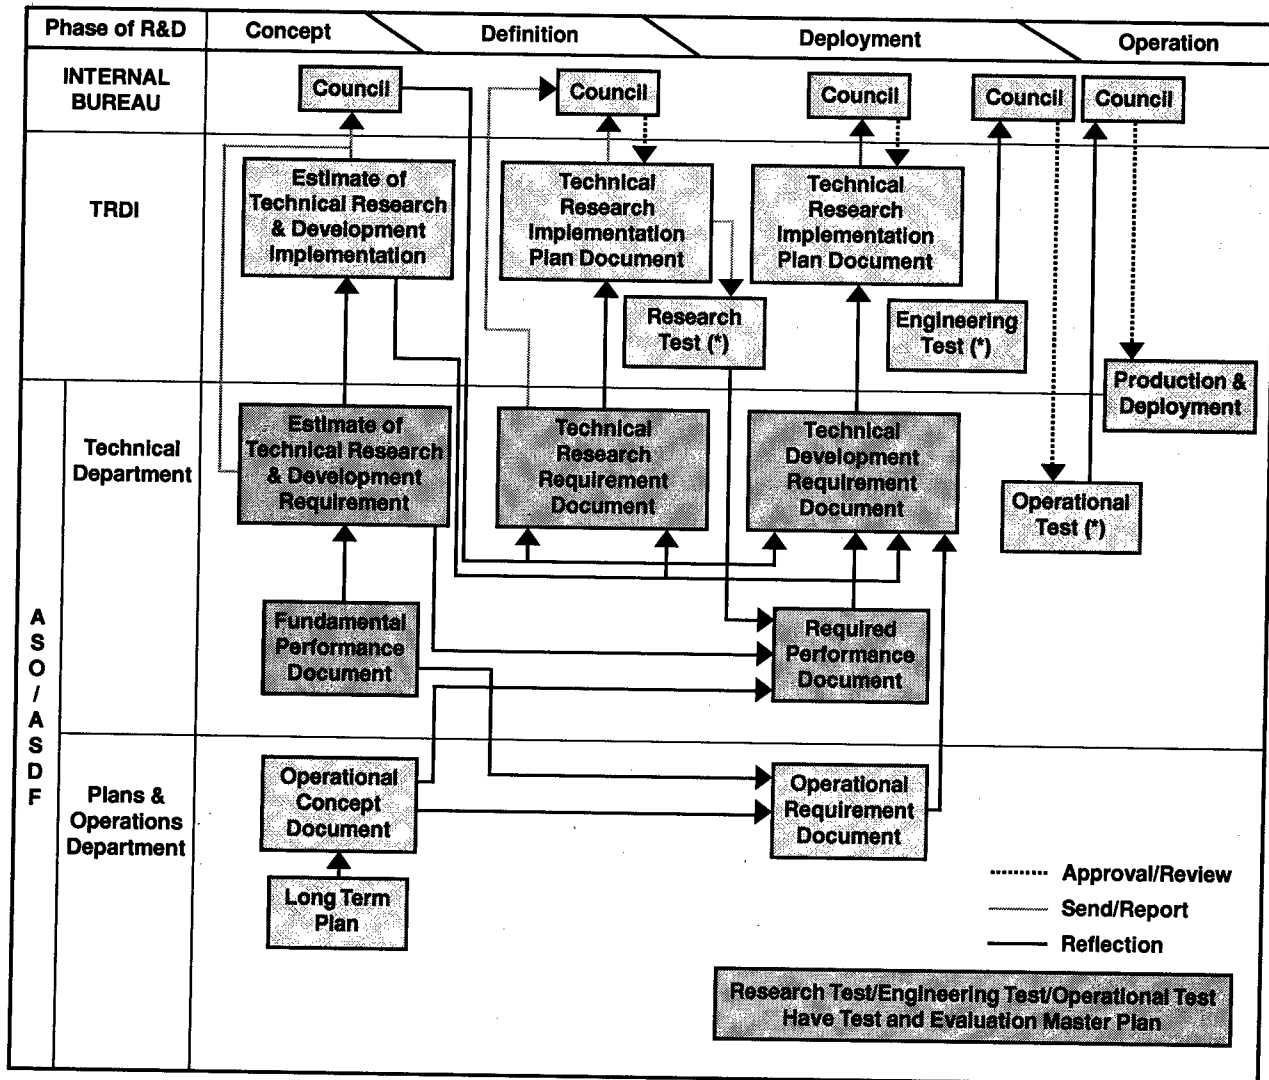 Phase of R&D
Concept
Definition
Deployment
Operation
INTERNAL
BUREAU
Council
Council
Council
Council
Council
TRDI
Estimate of
Technical Research
& Development
Implementation
Technical
Research
Implementation
Plan Document
Technical
Research
Implementation
Plan Document
Research
Test (*)
Engineering
Test (*)
Production &
Deployment
ASO/ASDF
Technical
Department
Estimate of
Technical Research
& Development
Requirement
Technical
Research
Requirement
Document
Technical
Development
Requirement
Document
Operational
Test (*)
Fundamental
Performance
Document
Required
Performance
Document
Plans &
Operations
Department
Operational
Concept
Document
Operational
Requirement
Document
Long Term
Plan
Approval/Review
Send/Report
Reflection
Research Test/Engineering Test/Operational Test
Have Test and Evaluation Master Plan